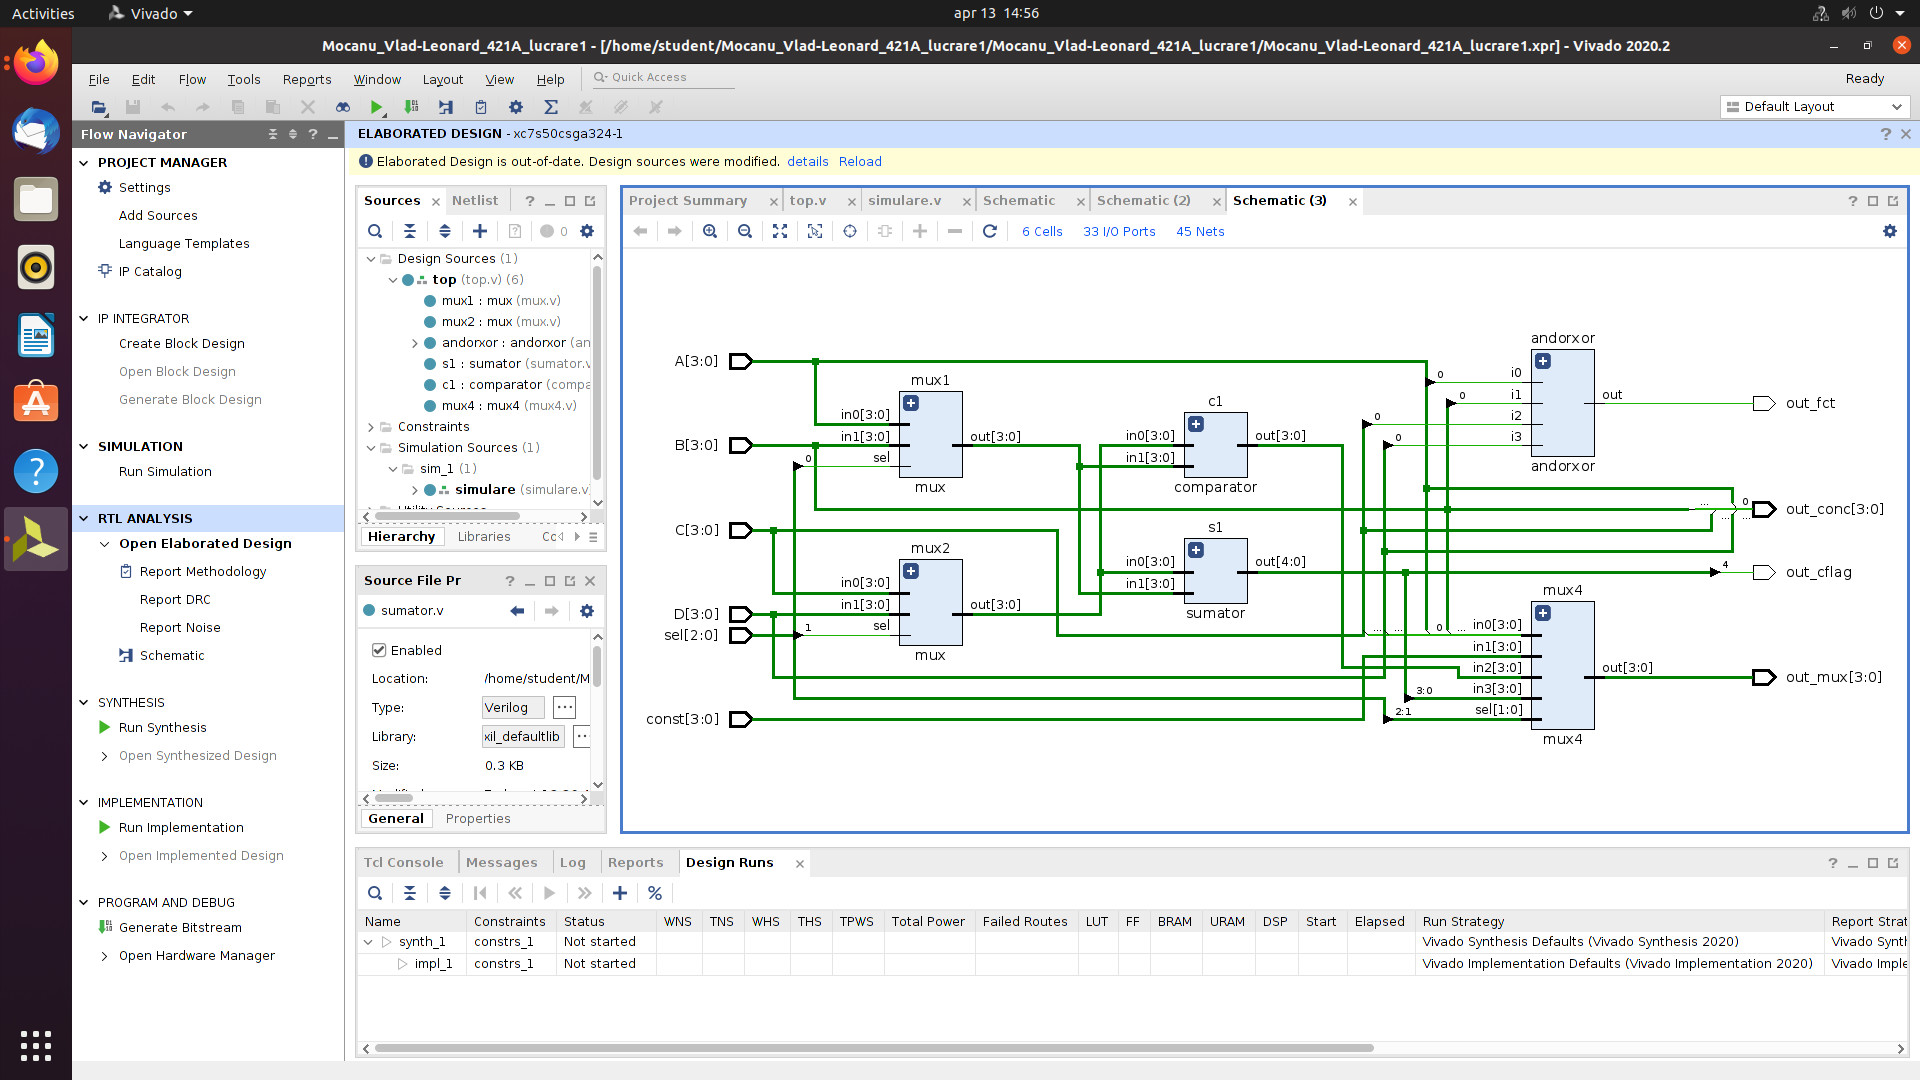 Activities
Vivado
apr 13 14:56
Mocanu_Vlad-Leonard_421A_lucrare1 - [/home/student/Mocanu_Vlad-Leonard_421A_lucrare1/Mocanu_Vlad-Leonard_421A_lucrare1.xpr] - Vivado 2020.2
File Edit Flow Tools Reports Window Layout View Help
Quick Access
Ready
Default Layout
Flow Navigator
PROJECT MANAGER
Settings
Add Sources
Language Templates
IP Catalog
IP INTEGRATOR
Create Block Design
Open Block Design
Generate Block Design
SIMULATION
Run Simulation
RTL ANALYSIS
Open Elaborated Design
Report Methodology
Report DRC
Report Noise
Schematic
SYNTHESIS
Run Synthesis
Open Synthesized Design
IMPLEMENTATION
Run Implementation
Open Implemented Design
PROGRAM AND DEBUG
Generate Bitstream
Open Hardware Manager
ELABORATED DESIGN - xc7s50csga324-1
Elaborated Design is out-of-date. Design sources were modified. details Reload
Sources Netlist
0
Design Sources (1)
top (top.v) (6)
mux1 : mux (mux.v)
mux2 : mux (mux.v)
andorxor : andorxor (an
s1 : sumator (sumator.v
c1 : comparator (compa
mux4 : mux4 (mux4.v)
Constraints
Simulation Sources (1)
sim_1 (1)
simulare (simulare.v)
Hierarchy Libraries Cc
Source File Pr
sumator.v
Enabled
Location: /home/student/M
Type: Verilog
Library: xil_defaultlib
Size: 0.3 KB
General Properties
Project Summary top.v simulare.v Schematic Schematic (2) Schematic (3)
6 Cells 33 I/O Ports 45 Nets
A[3:0]
B[3:0]
C[3:0]
D[3:0]
sel[2:0]
const[3:0]
mux1
in0[3:0]
in1[3:0]
sel
0
out[3:0]
mux
mux2
in0[3:0]
in1[3:0]
sel
1
out[3:0]
mux
c1
in0[3:0]
in1[3:0]
out[3:0]
comparator
s1
in0[3:0]
in1[3:0]
out[4:0]
sumator
andorxor
0
i0
0
i1
0
i2
0
i3
out
andorxor
mux4
... ... 0 ...
in0[3:0]
in1[3:0]
in2[3:0]
3:0
in3[3:0]
2:1
sel[1:0]
out[3:0]
mux4
out_fct
... 0
... ...
out_conc[3:0]
4
out_cflag
out_mux[3:0]
Tcl Console Messages Log Reports Design Runs
Name Constraints Status WNS TNS WHS THS TPWS Total Power Failed Routes LUT FF BRAM URAM DSP Start Elapsed Run Strategy Report Strat
synth_1 constrs_1 Not started Vivado Synthesis Defaults (Vivado Synthesis 2020) Vivado Synth
impl_1 constrs_1 Not started Vivado Implementation Defaults (Vivado Implementation 2020) Vivado Imple